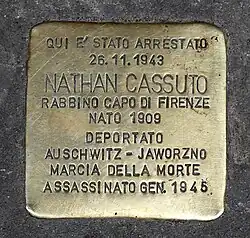 QUI E' STATO ARRESTATO
26.11.1943
NATHAN CASSUTO
RABBINO CAPO DI FIRENZE
NATO 1909
DEPORTATO
AUSCHWITZ - JAWORZNO
MARCIA DELLA MORTE
ASSASSINATO GEN. 1945